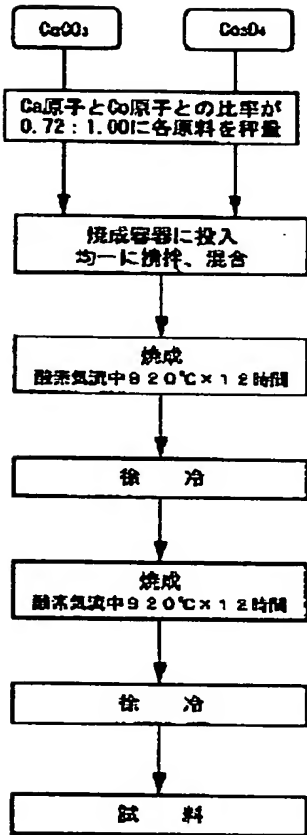 CaCO₃
Co₃O₄
Ca原子とCo原子との比率が
0.72：1.00に各原料を秤量
焼成容器に投入
均一に撹拌、混合
焼成
酸素気流中９２０℃×１２時間
徐 冷
焼成
酸素気流中９２０℃×１２時間
徐 冷
試 料